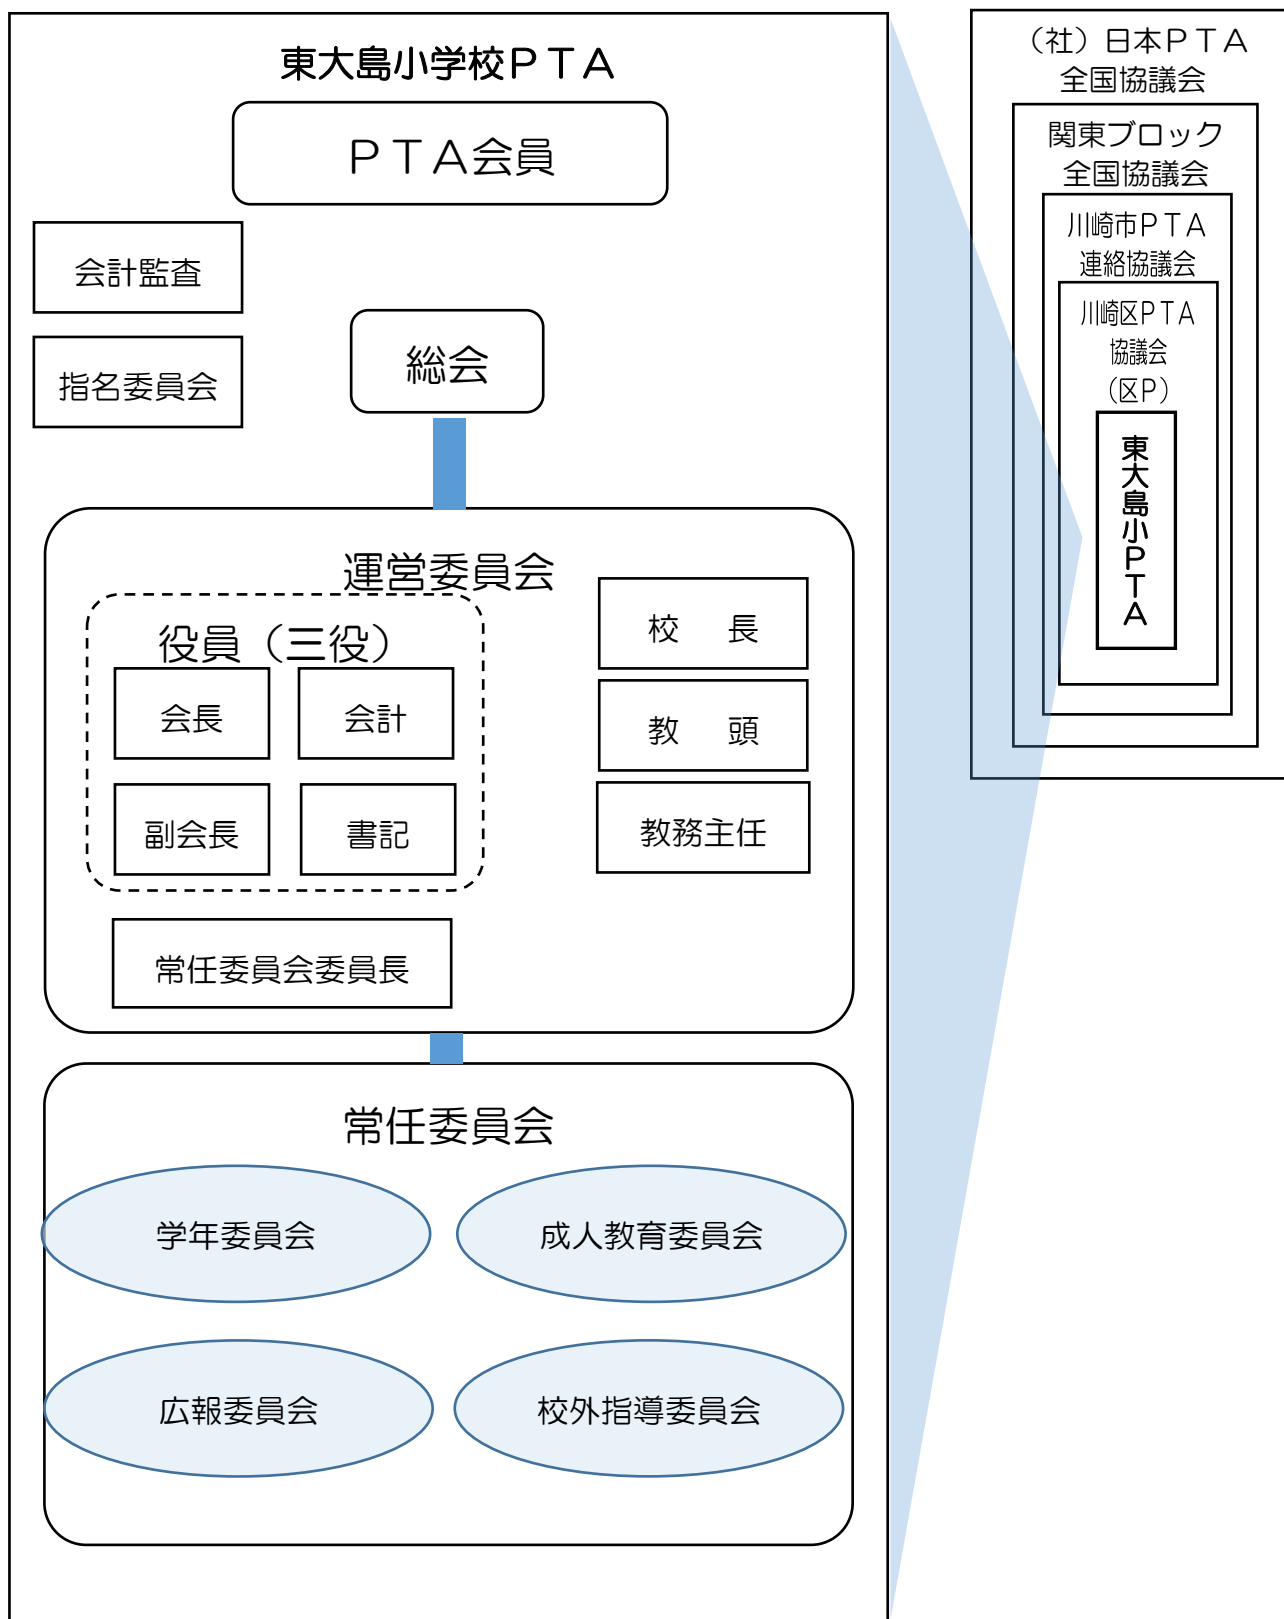 東大島小学校ＰＴＡ
ＰＴＡ会員
会計監査
指名委員会
総会
運営委員会
役員（三役）
会長
会計
副会長
書記
校　長
教　頭
教務主任
常任委員会委員長
常任委員会
学年委員会
成人教育委員会
広報委員会
校外指導委員会
（社）日本ＰＴＡ
全国協議会
関東ブロック
全国協議会
川崎市ＰＴＡ
連絡協議会
川崎区ＰＴＡ
協議会
（区Ｐ）
東大島小ＰＴＡ